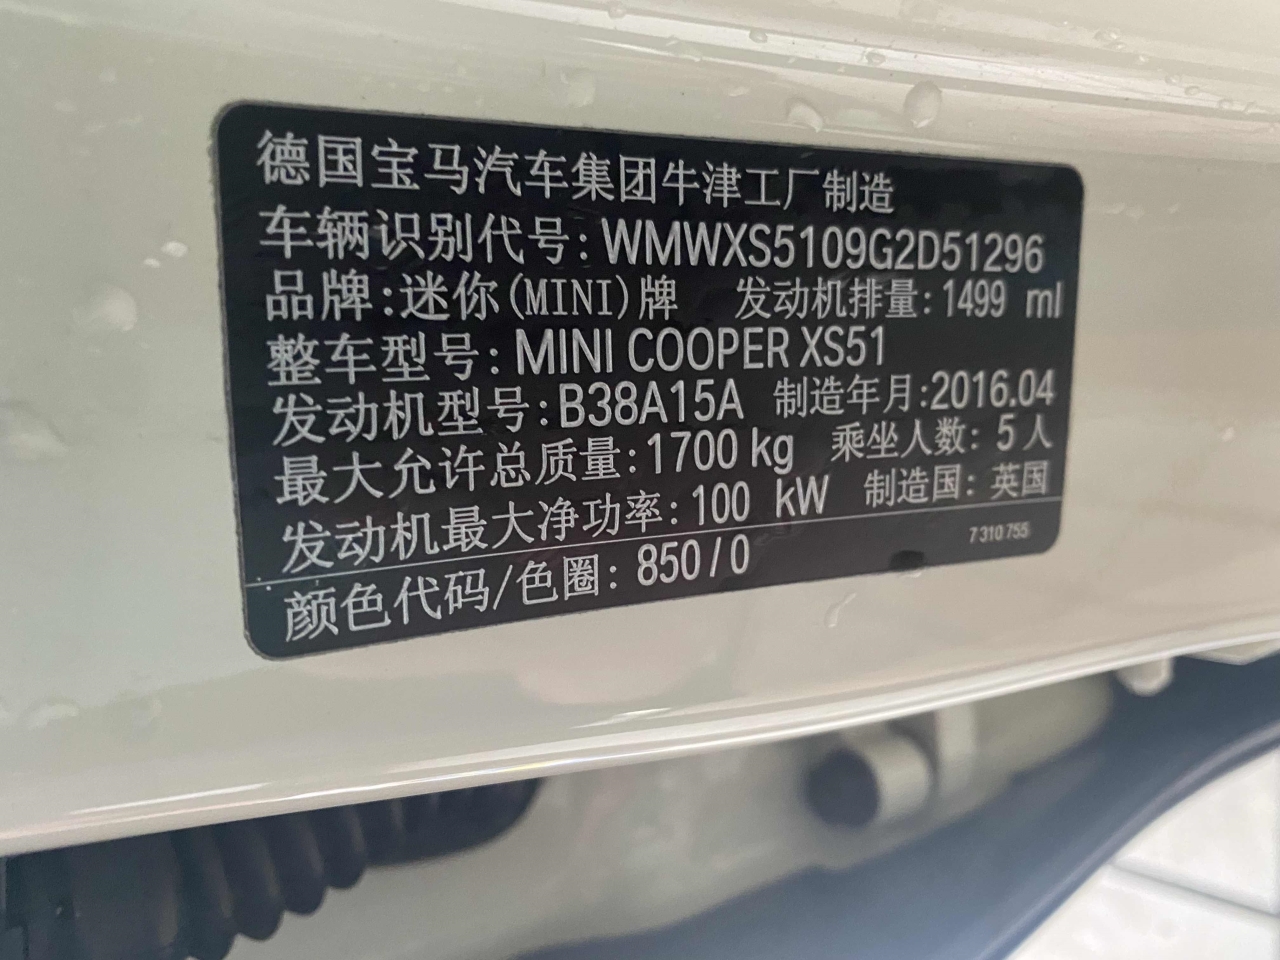 德国宝马汽车集团牛津工厂制造
车辆识别代号: WMWXS5109G2D51296
品牌:迷你(MINI)牌 发动机排量:1499 ml
整车型号: MINI COOPER XS51
发动机型号: B38A15A 制造年月:2016.04
最大允许总质量:1700 kg 乘坐人数: 5人
发动机最大净功率: 100 kW 制造国: 英国
颜色代码/色圈: 850/0 7310755